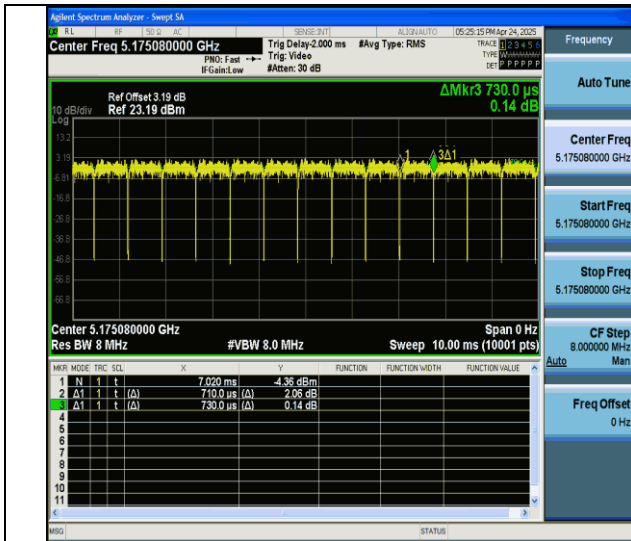 Agilent Spectrum Analyzer - Swept SA
RL RF 50 Ω AC SENSE:INT ALIGN AUTO 05:25:15 PM Apr 24, 2025
Center Freq 5.175080000 GHz
PNO: Fast
IFGain:Low
Trig Delay-2.000 ms
Trig: Video
#Atten: 30 dB
#Avg Type: RMS
TRACE 1 2 3 4 5 6
TYPE
DET P P P P P P
Frequency
Ref Offset 3.19 dB
10 dB/div Ref 23.19 dBm
Log
ΔMkr3 730.0 µs
0.14 dB
13.2
3.19
-6.81
-16.8
-26.8
-36.8
-46.8
-56.8
-66.8
1
3Δ1
Center 5.175080000 GHz Span 0 Hz
Res BW 8 MHz #VBW 8.0 MHz Sweep 10.00 ms (10001 pts)
MKR MODE TRC SCL X Y FUNCTION FUNCTION WIDTH FUNCTION VALUE
1 N 1 t 7.020 ms -4.36 dBm
2 Δ1 1 t (Δ) 710.0 µs (Δ) 2.06 dB
3 Δ1 1 t (Δ) 730.0 µs (Δ) 0.14 dB
4
5
6
7
8
9
10
11
MSG STATUS
Auto Tune
Center Freq
5.175080000 GHz
Start Freq
5.175080000 GHz
Stop Freq
5.175080000 GHz
CF Step
8.000000 MHz
Auto Man
Freq Offset
0 Hz